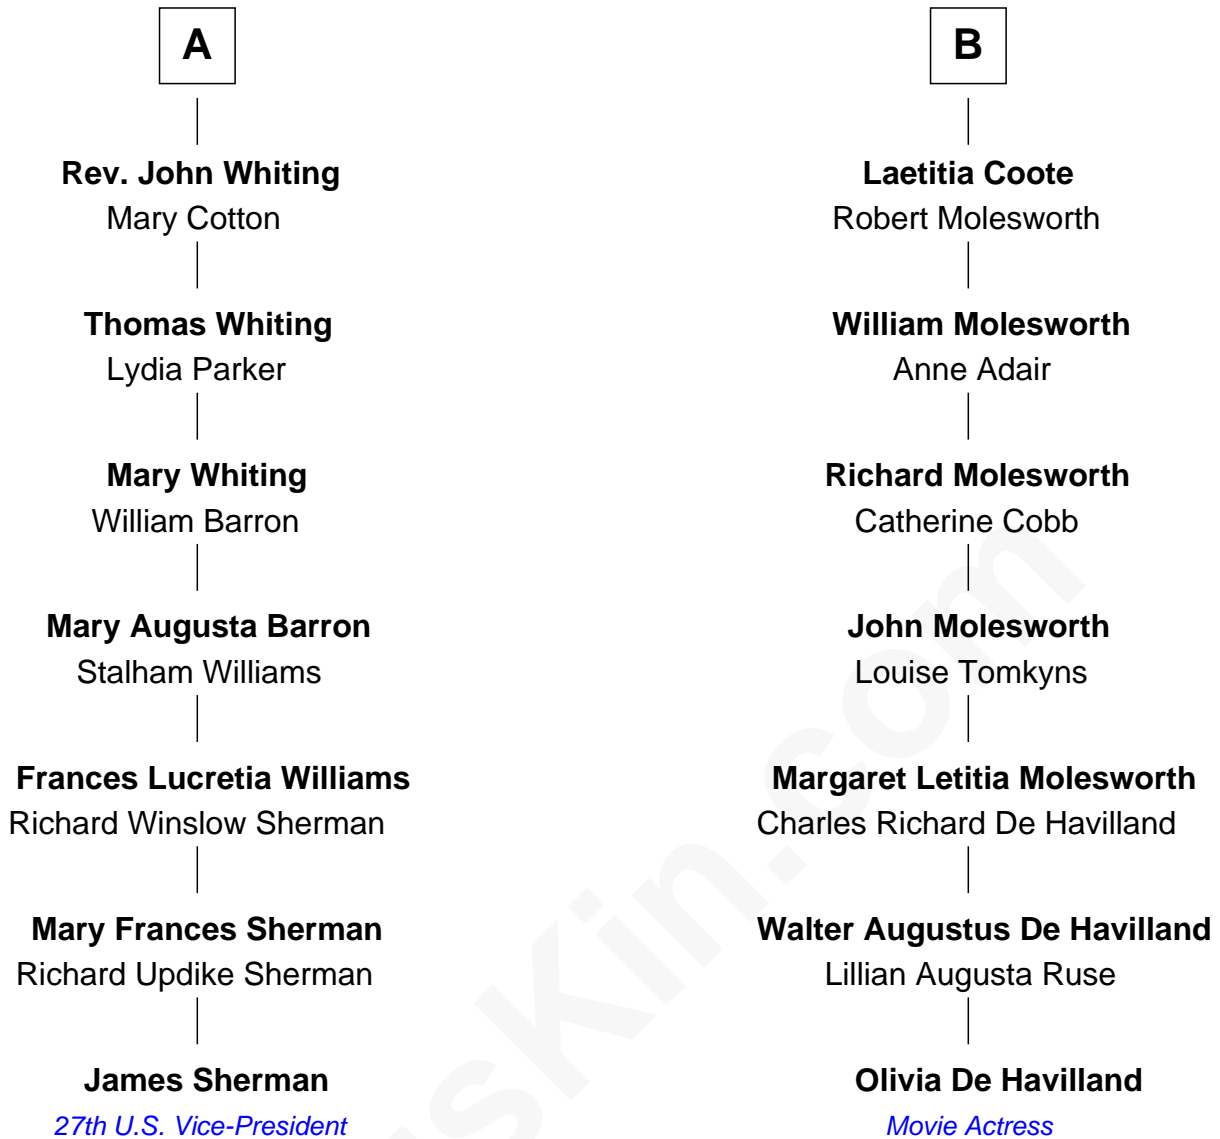 A
Rev. John Whiting
Mary Cotton
Thomas Whiting
Lydia Parker
Mary Whiting
William Barron
Mary Augusta Barron
Stalham Williams
Frances Lucretia Williams
Richard Winslow Sherman
Mary Frances Sherman
Richard Updike Sherman
James Sherman
27th U.S. Vice-President
B
Laetitia Coote
Robert Molesworth
William Molesworth
Anne Adair
Richard Molesworth
Catherine Cobb
John Molesworth
Louise Tomkyns
Margaret Letitia Molesworth
Charles Richard De Havilland
Walter Augustus De Havilland
Lillian Augusta Ruse
Olivia De Havilland
Movie Actress
sKin.com